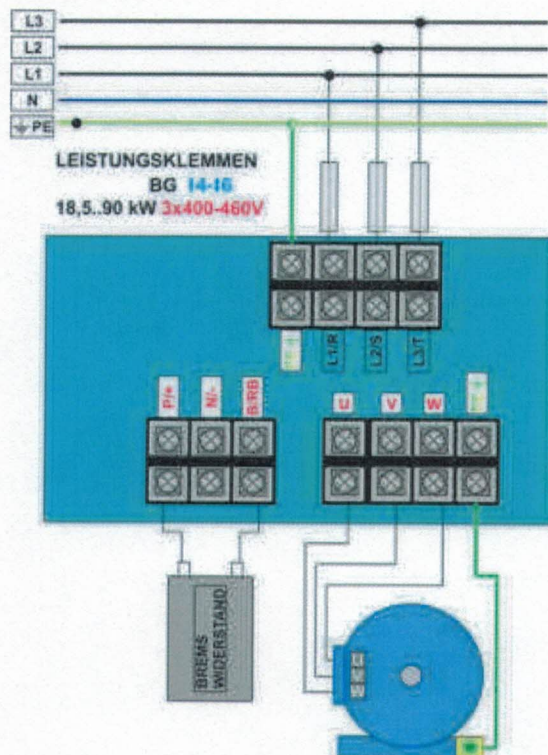 L3
L2
L1
N
PE
LEISTUNGSKLEMMEN
BG I4-I6
18,5..90 kW 3x400-460V
L1/R
L2/S
L3/T
P/+
N/-
B/RB
U
V
W
BREMS
WIDERSTAND